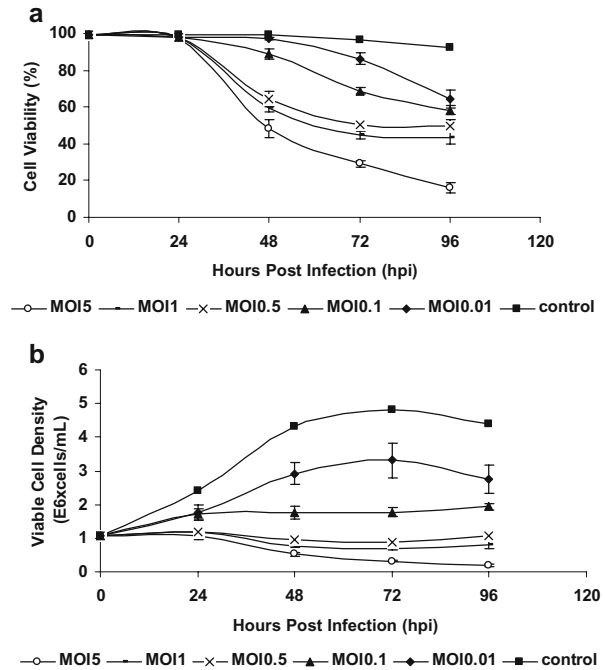 a
100
80
60
40
20
0
Cell Viability (%)
0 24 48 72 96 120
Hours Post Infection (hpi)
MOI5 MOI1 MOI0.5 MOI0.1 MOI0.01 control
b
6
5
4
3
2
1
0
Viable Cell Density
(E6xcells/mL)
0 24 48 72 96 120
Hours Post Infection (hpi)
MOI5 MOI1 MOI0.5 MOI0.1 MOI0.01 control